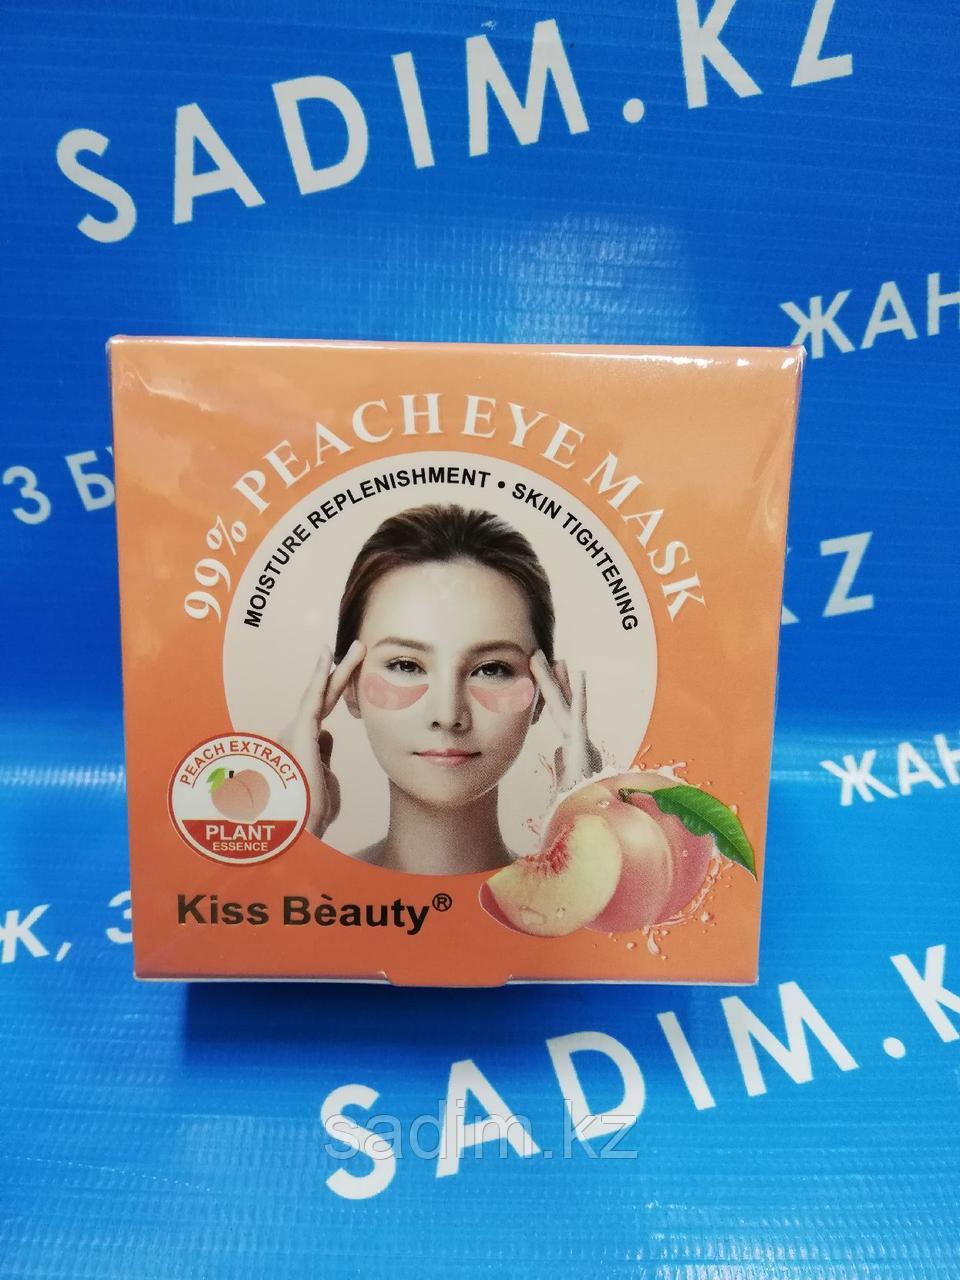 SADIM.KZ
ЖАН
З Б
KZ
99% PEACH EYE MASK
MOISTURE REPLENISHMENT • SKIN TIGHTENING
PEACH EXTRACT
PLANT
ESSENCE
ЖАН
Kiss Bèauty®
Ж, З
SADIM.K
sadim.kz